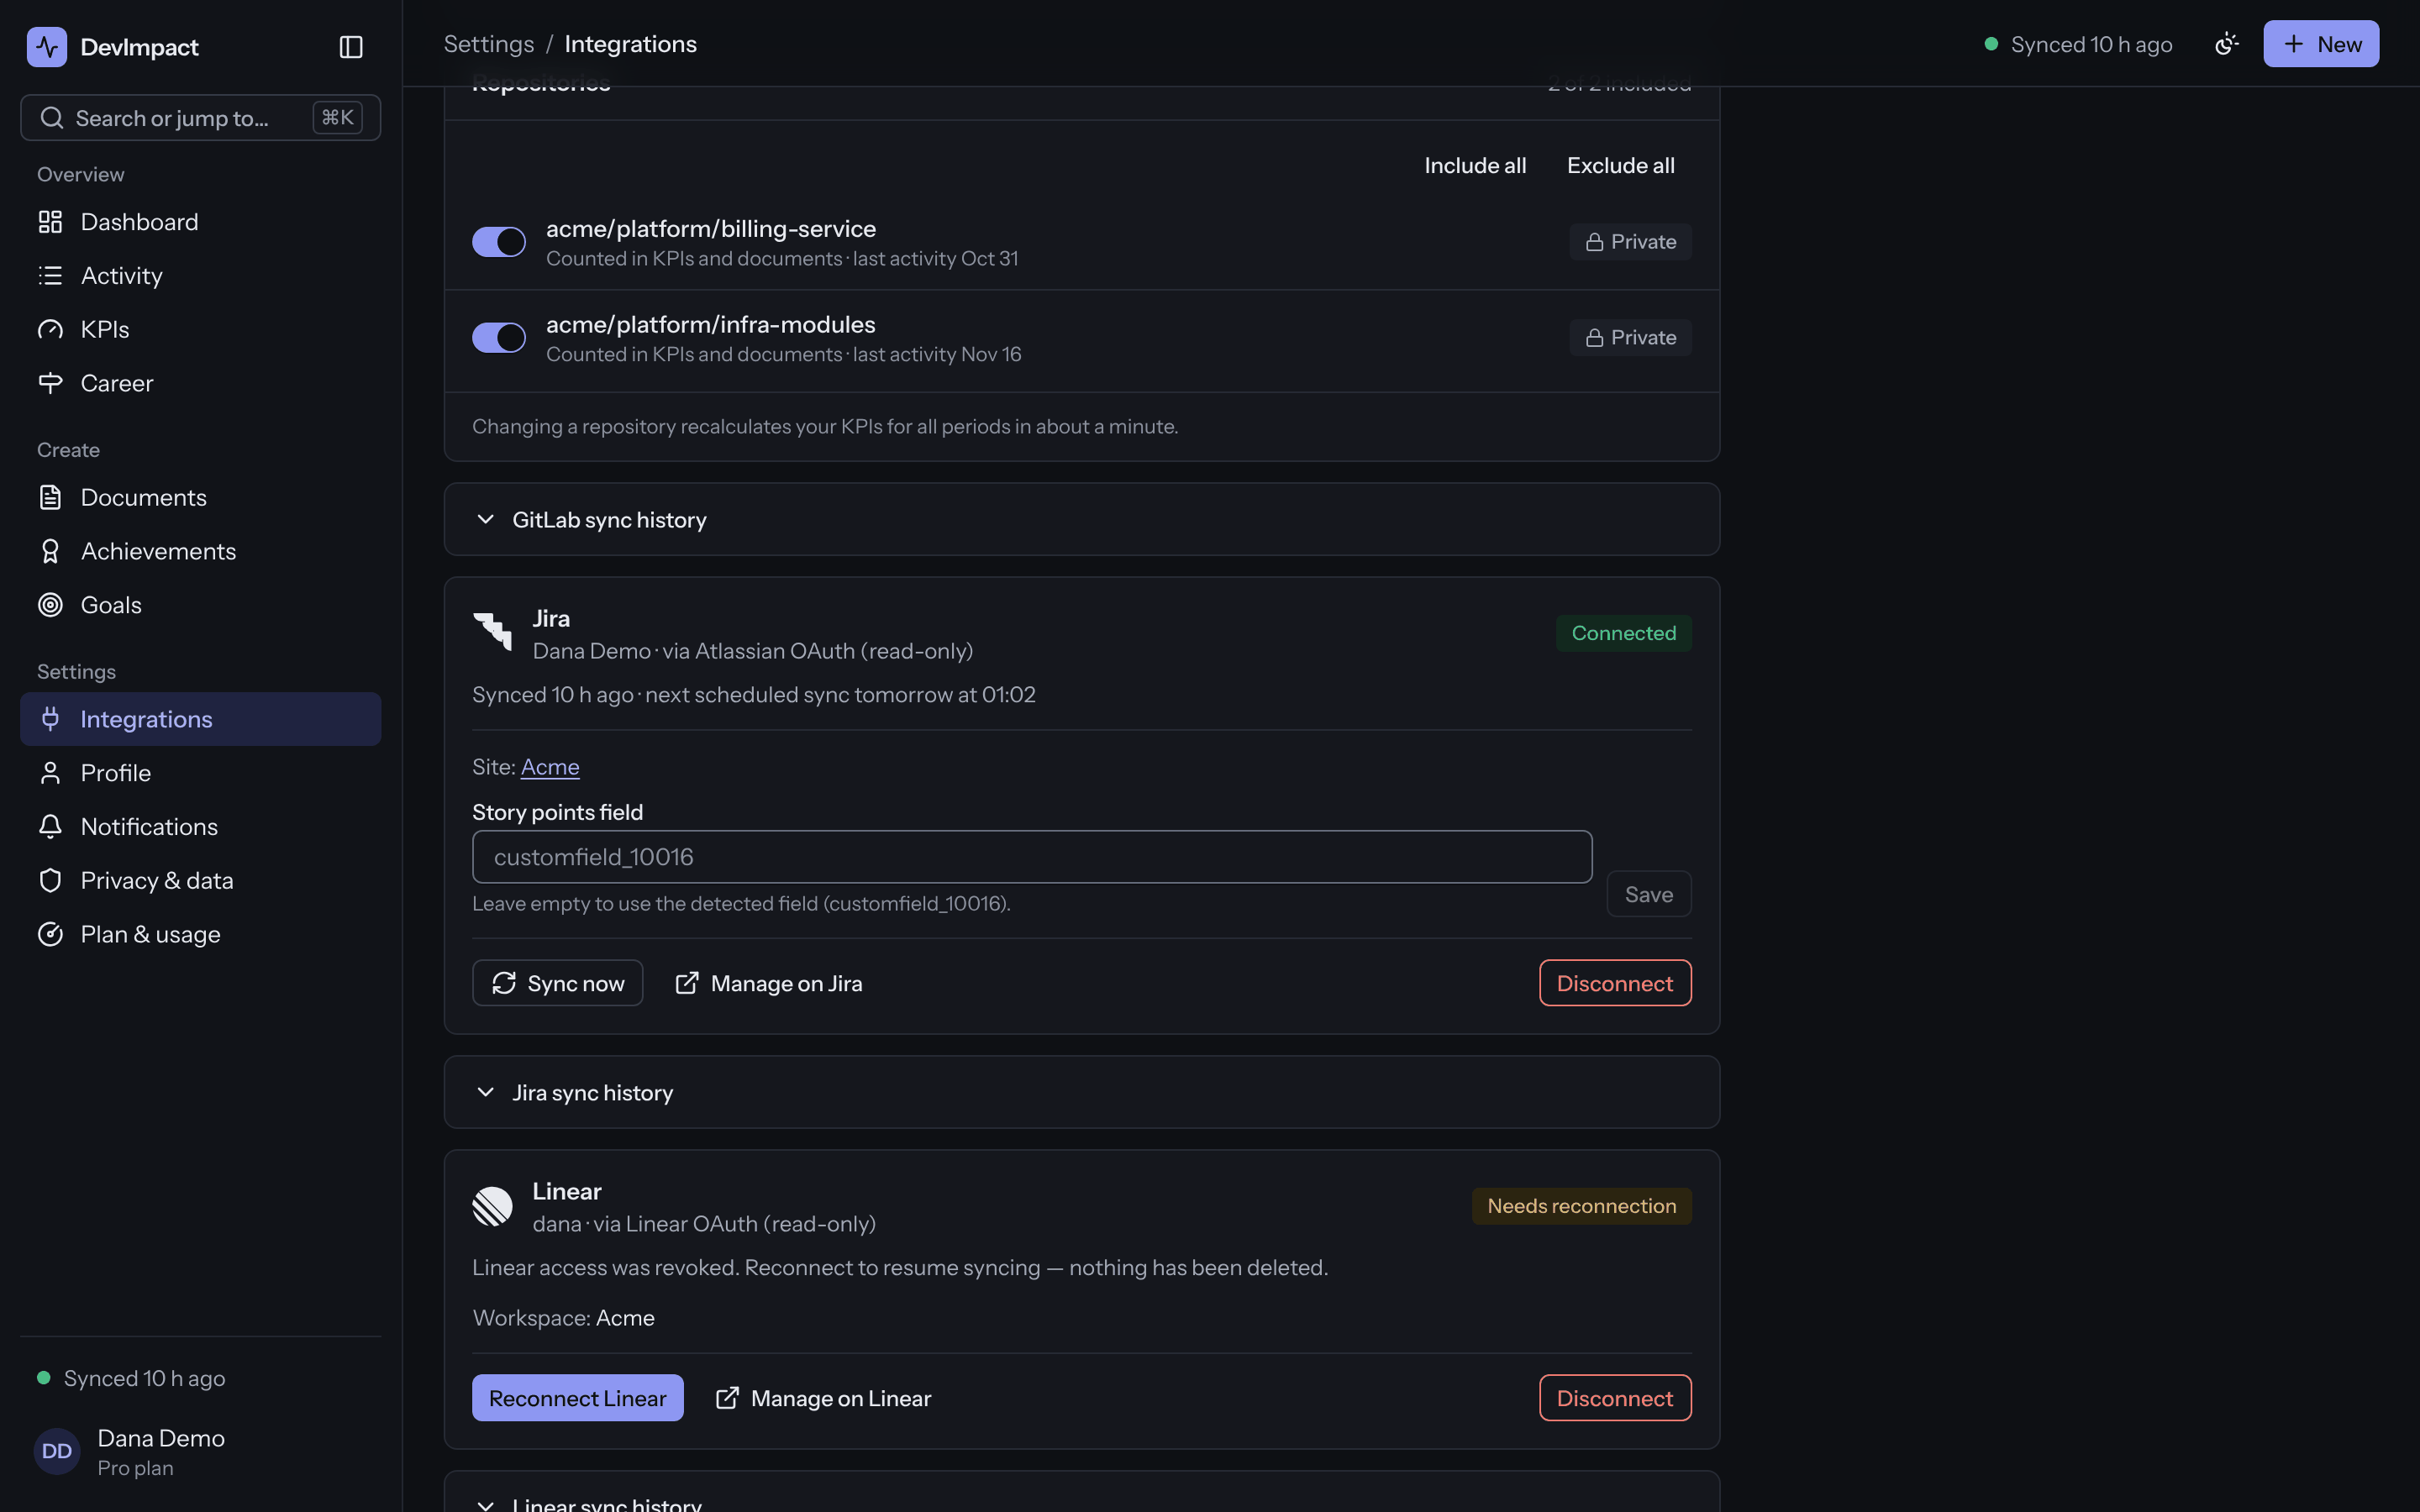 DevImpact
Search or jump to...
⌘K
Overview
Dashboard
Activity
KPIs
Career
Create
Documents
Achievements
Goals
Settings
Integrations
Profile
Notifications
Privacy & data
Plan & usage
Synced 10 h ago
DD
Dana Demo
Pro plan
Settings / Integrations
Synced 10 h ago
New
Repositories
2 of 2 included
Include all
Exclude all
acme/platform/billing-service
Counted in KPIs and documents · last activity Oct 31
Private
acme/platform/infra-modules
Counted in KPIs and documents · last activity Nov 16
Private
Changing a repository recalculates your KPIs for all periods in about a minute.
GitLab sync history
Jira
Dana Demo · via Atlassian OAuth (read-only)
Connected
Synced 10 h ago · next scheduled sync tomorrow at 01:02
Site: Acme
Story points field
customfield_10016
Leave empty to use the detected field (customfield_10016).
Save
Sync now
Manage on Jira
Disconnect
Jira sync history
Linear
dana · via Linear OAuth (read-only)
Needs reconnection
Linear access was revoked. Reconnect to resume syncing — nothing has been deleted.
Workspace: Acme
Reconnect Linear
Manage on Linear
Disconnect
Linear sync history